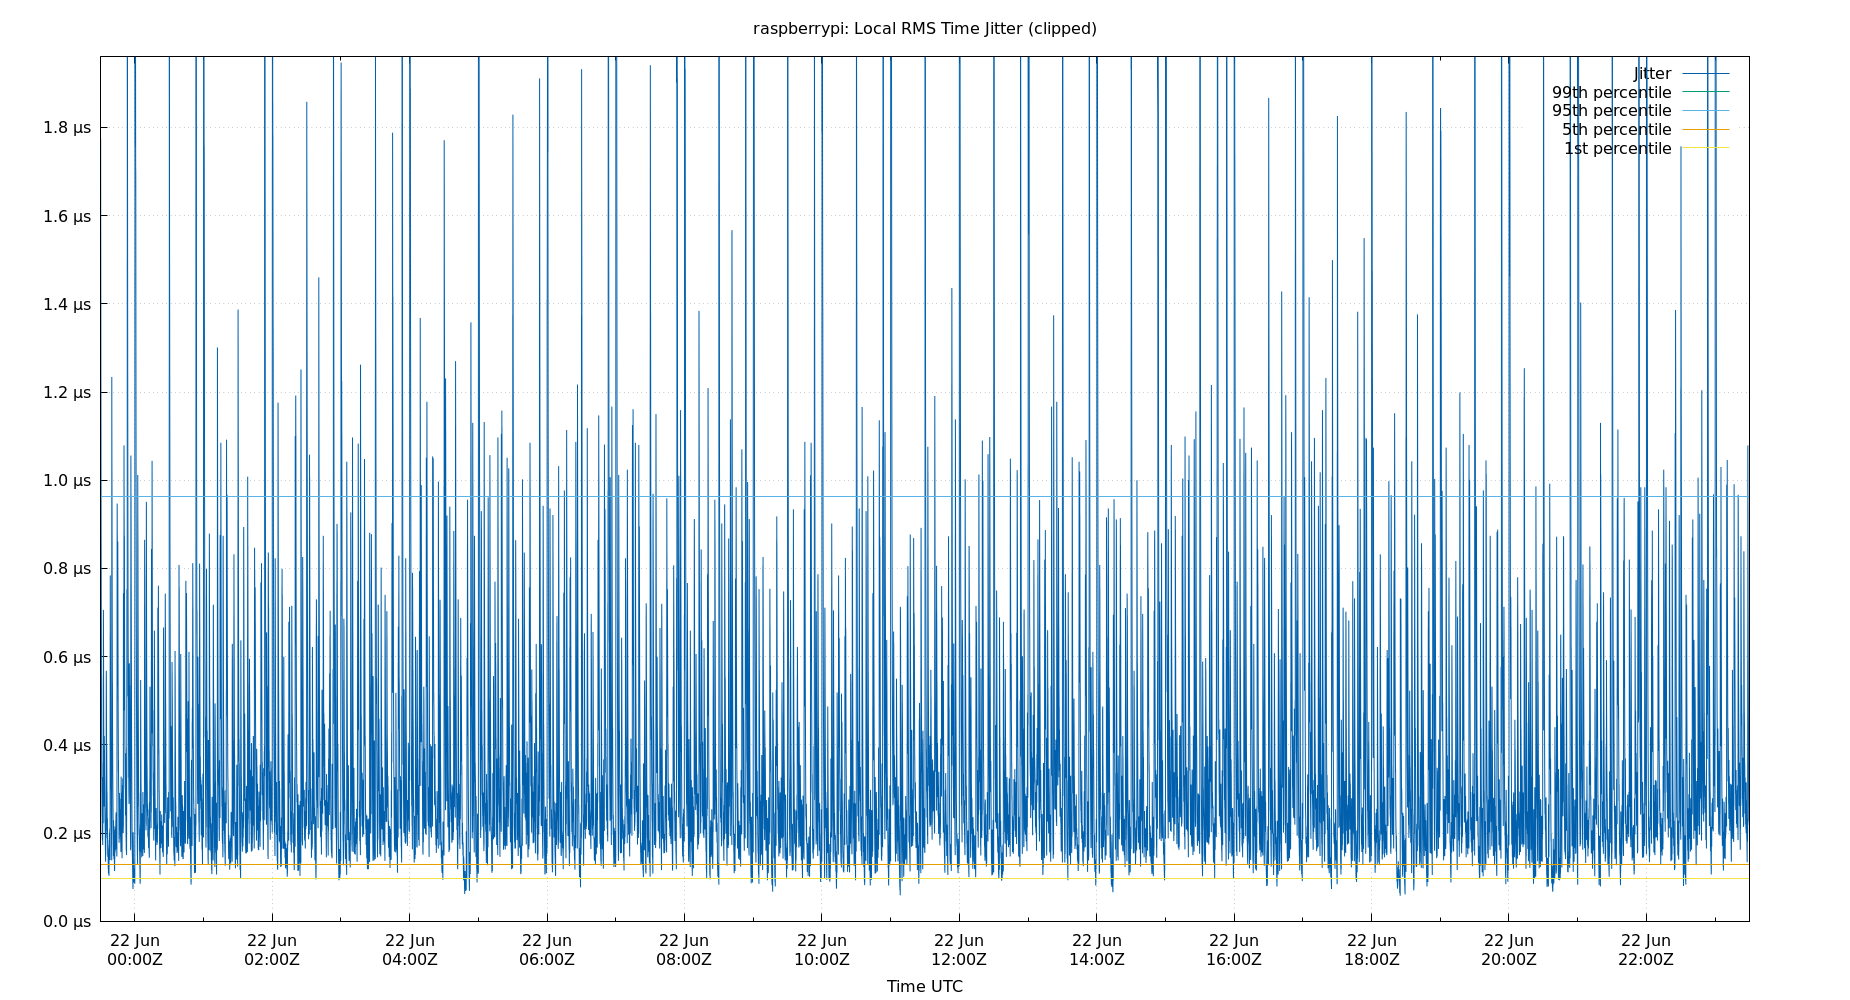 raspberrypi: Local RMS Time Jitter (clipped)
Jitter
99th percentile
95th percentile
5th percentile
1st percentile
1.8 μs
1.6 μs
1.4 μs
1.2 μs
1.0 μs
0.8 μs
0.6 μs
0.4 μs
0.2 μs
0.0 μs
22 Jun 22 Jun 22 Jun 22 Jun 22 Jun 22 Jun 22 Jun 22 Jun 22 Jun 22 Jun 22 Jun 22 Jun
00:00Z 02:00Z 04:00Z 06:00Z 08:00Z 10:00Z 12:00Z 14:00Z 16:00Z 18:00Z 20:00Z 22:00Z
Time UTC